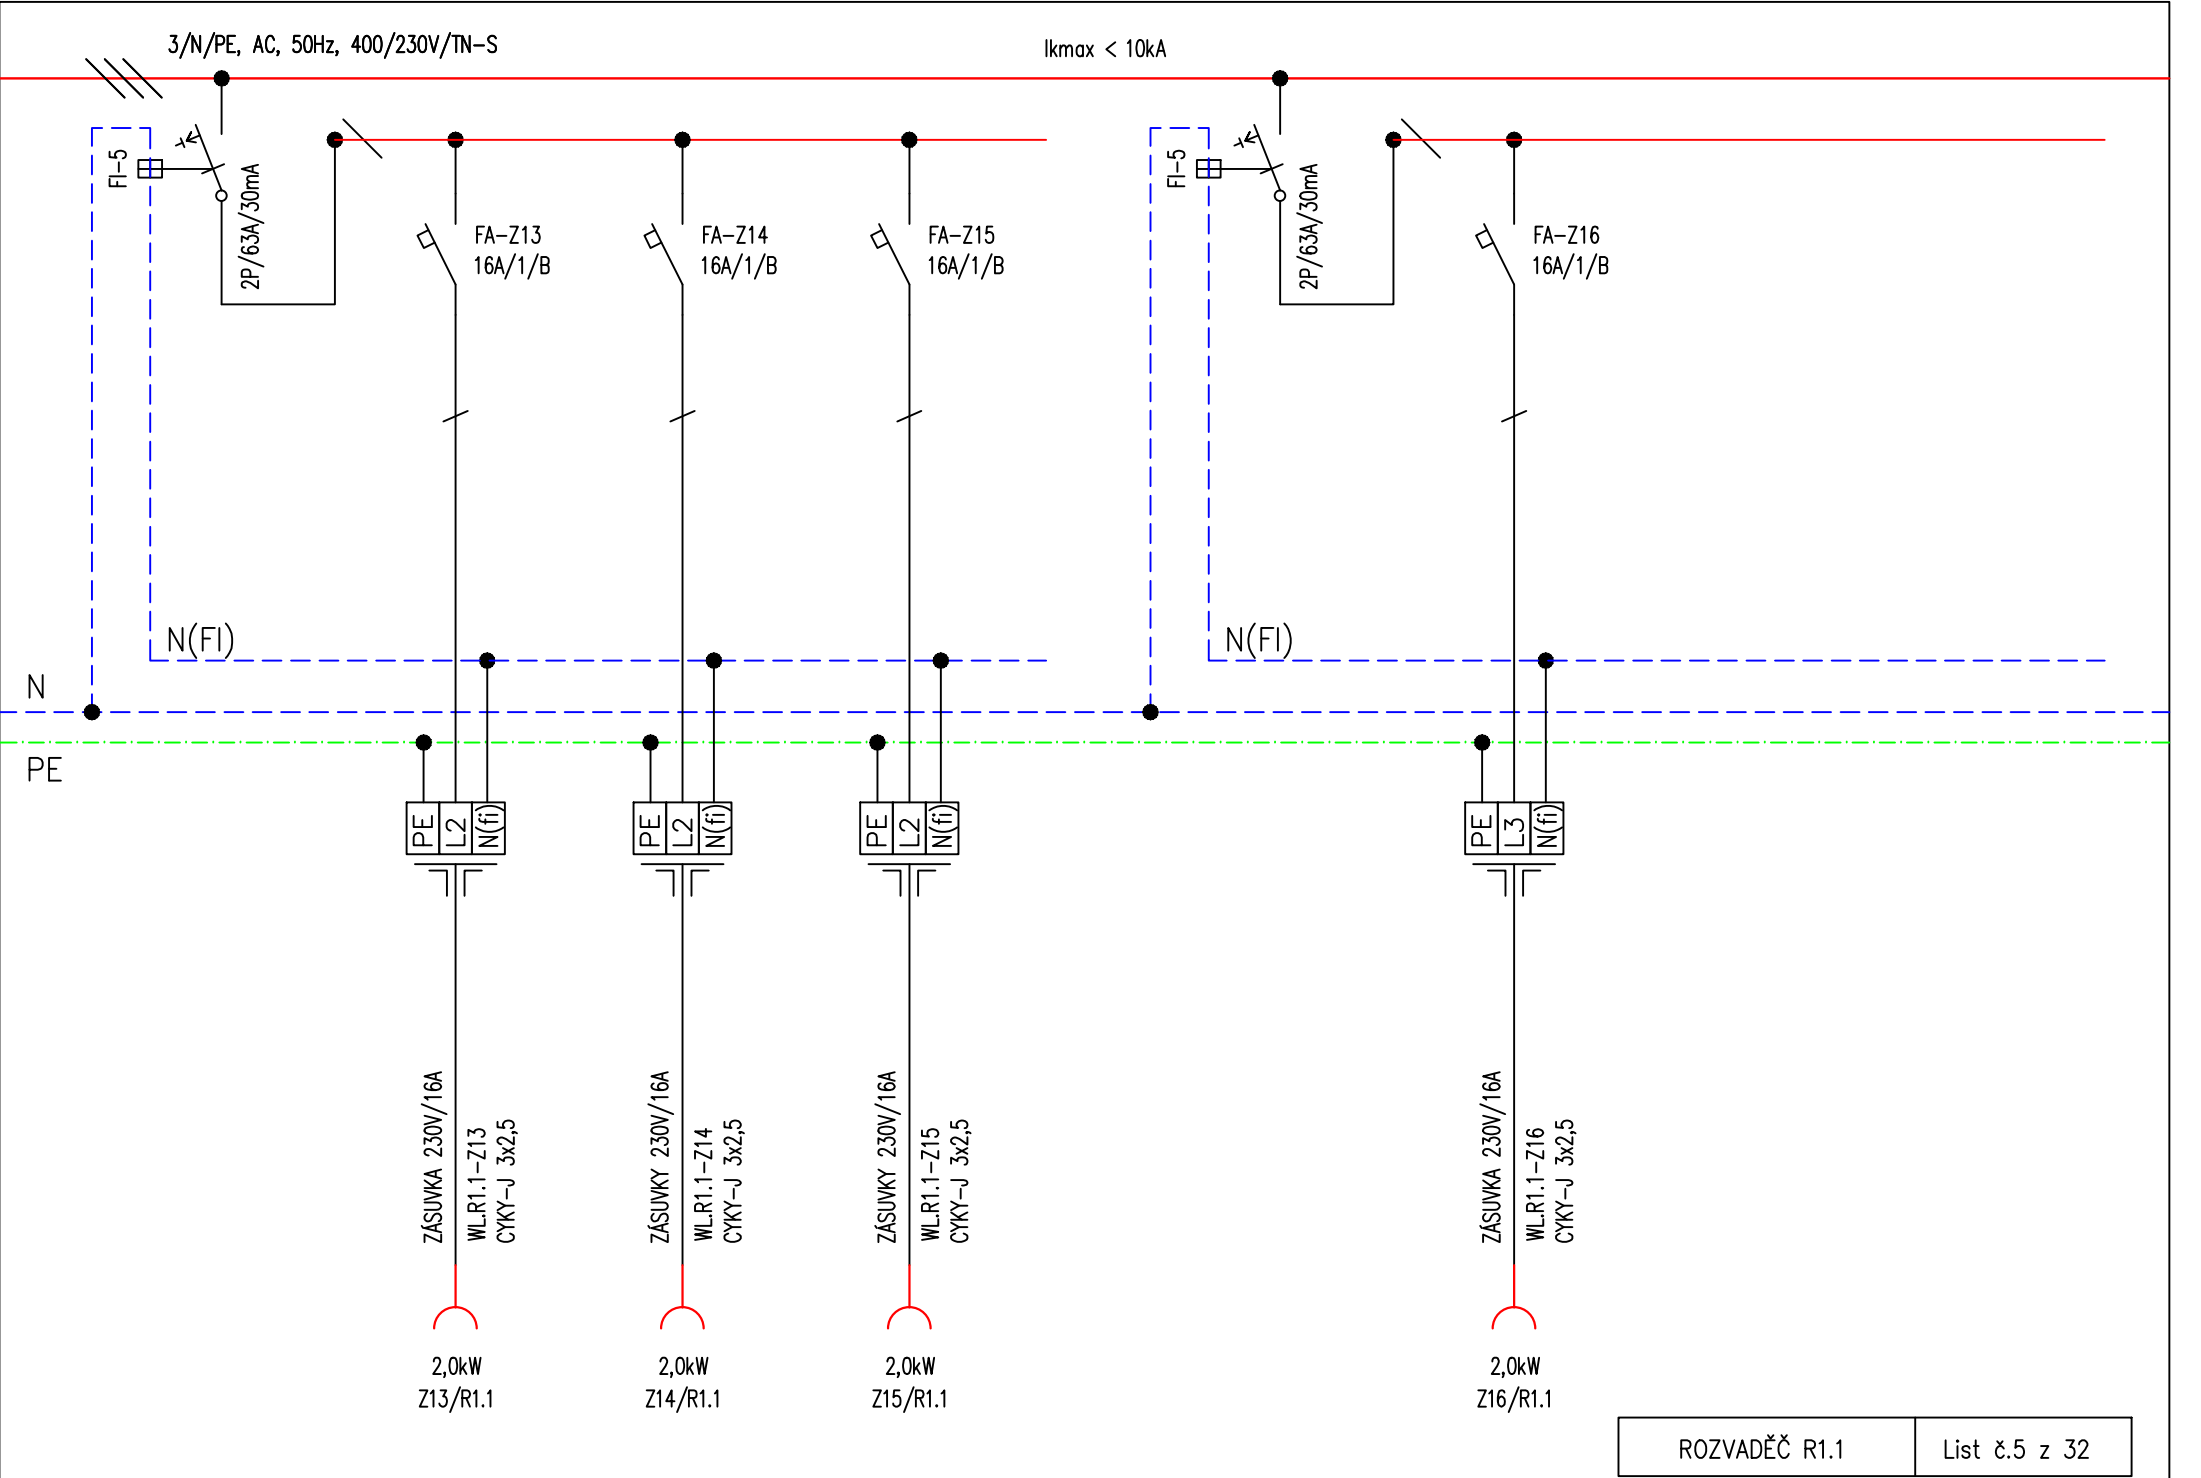 3/N/PE, AC, 50Hz, 400/230V/TN-S
Ikmax < 10kA
FI-5
2P/63A/30mA
FA-Z13
16A/1/B
FA-Z14
16A/1/B
FA-Z15
16A/1/B
FI-5
2P/63A/30mA
FA-Z16
16A/1/B
N(FI)
N(FI)
N
PE
PE L2 N(fi)
PE L2 N(fi)
PE L2 N(fi)
PE L3 N(fi)
ZÁSUVKA 230V/16A
WL.R1.1-Z13
CYKY-J 3x2,5
ZÁSUVKY 230V/16A
WL.R1.1-Z14
CYKY-J 3x2,5
ZÁSUVKY 230V/16A
WL.R1.1-Z15
CYKY-J 3x2,5
ZÁSUVKA 230V/16A
WL.R1.1-Z16
CYKY-J 3x2,5
2,0kW
Z13/R1.1
2,0kW
Z14/R1.1
2,0kW
Z15/R1.1
2,0kW
Z16/R1.1
ROZVADĚČ R1.1
List č.5 z 32